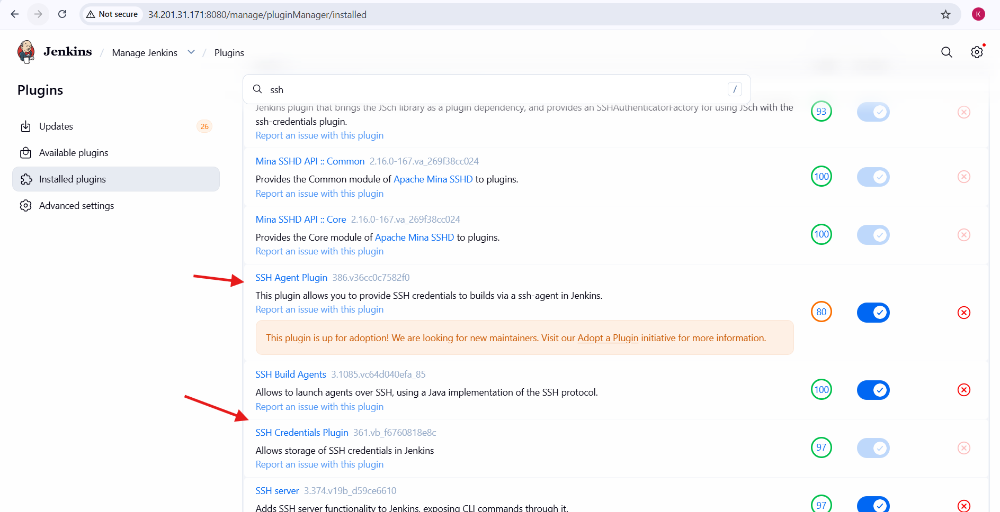 Not secure 34.201.31.171:8080/manage/pluginManager/installed K
Jenkins / Manage Jenkins / Plugins
Plugins
ssh /
Updates 26
Available plugins
Installed plugins
Advanced settings
Jenkins plugin that brings the JSch library as a plugin dependency, and provides an SSHAuthenticatorFactory for using JSch with the
ssh-credentials plugin.
Report an issue with this plugin
93
Mina SSHD API :: Common 2.16.0-167.va_269f38cc024
Provides the Common module of Apache Mina SSHD to plugins.
Report an issue with this plugin
100
Mina SSHD API :: Core 2.16.0-167.va_269f38cc024
Provides the Core module of Apache Mina SSHD to plugins.
Report an issue with this plugin
100
SSH Agent Plugin 386.v36cc0c7582f0
This plugin allows you to provide SSH credentials to builds via a ssh-agent in Jenkins.
Report an issue with this plugin
80
This plugin is up for adoption! We are looking for new maintainers. Visit our Adopt a Plugin initiative for more information.
SSH Build Agents 3.1085.vc64d040efa_85
Allows to launch agents over SSH, using a Java implementation of the SSH protocol.
Report an issue with this plugin
100
SSH Credentials Plugin 361.vb_f6760818e8c
Allows storage of SSH credentials in Jenkins
Report an issue with this plugin
97
SSH server 3.374.v19b_d59ce6610
Adds SSH server functionality to Jenkins, exposing CLI commands through it.
97